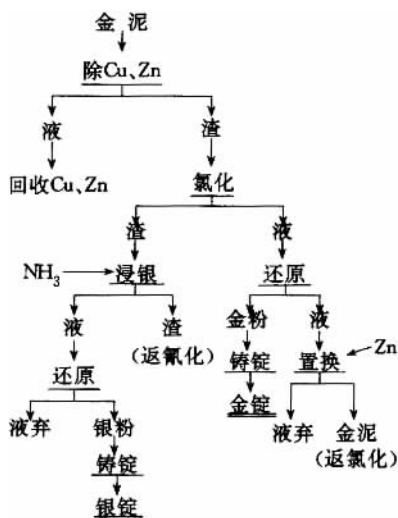 金 泥
除Cu、Zn
液 渣
回收Cu、Zn 氯化
渣 液
NH3 浸银 还原
液 渣 金粉 液
(返氰化) Zn
还原 铸锭 置换
液弃 银粉 金锭 液弃 金泥
铸锭 (返氯化)
银锭